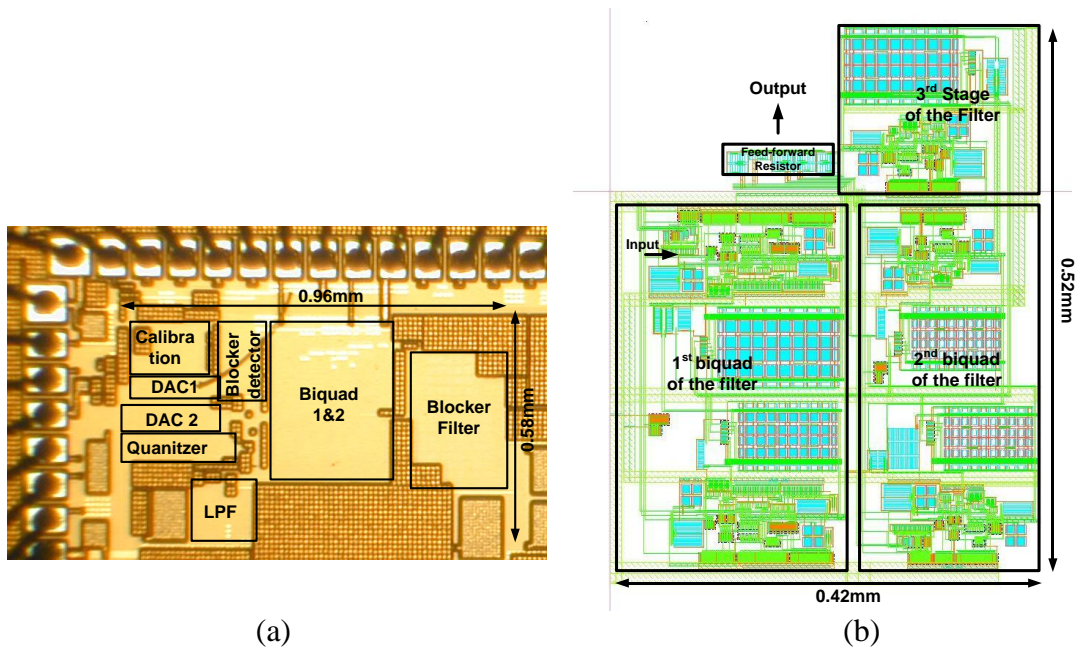 0.96mm
Calibra
tion
Blocker
detector
DAC1
DAC 2
Quanitzer
LPF
Biquad
1&2
Blocker
Filter
0.58mm
(a)
Output
Feed-forward
Resistor
3rd Stage
of the Filter
Input
1st biquad
of the filter
2nd biquad
of the filter
0.52mm
0.42mm
(b)